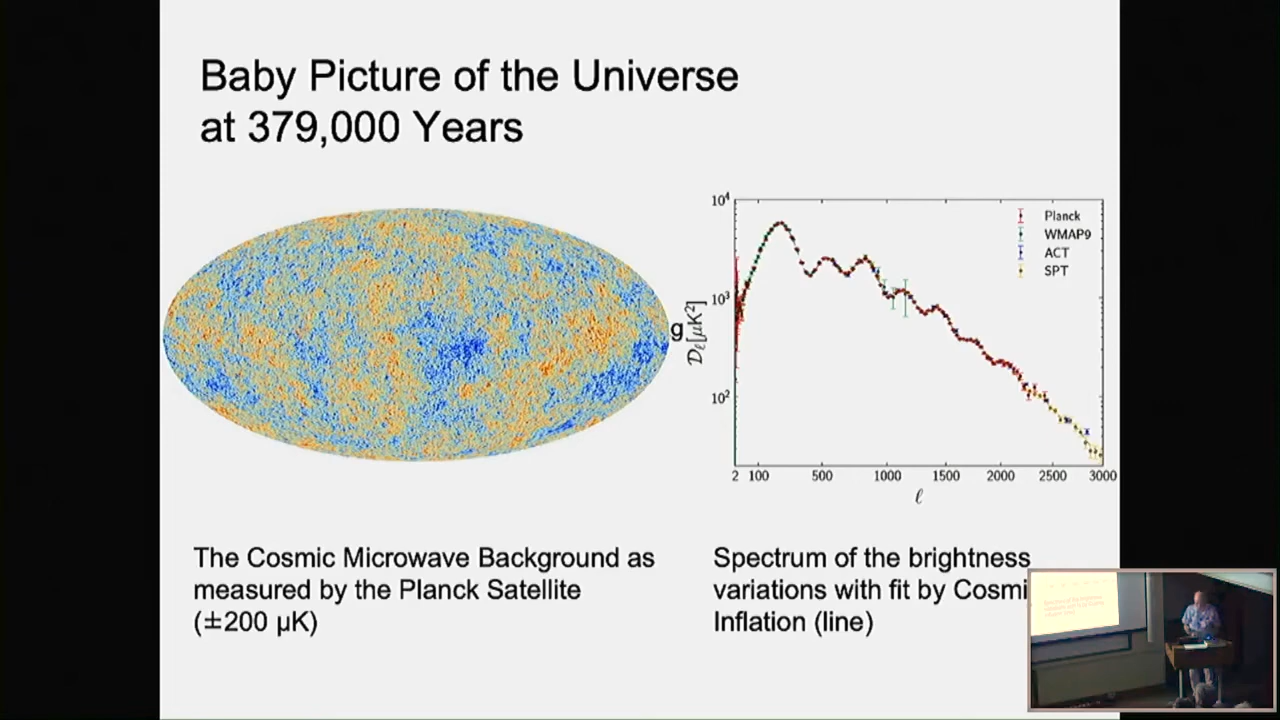 Baby Picture of the Universe
at 379,000 Years
10⁴
10³
10²
g
𝒟ℓ[μK²]
Planck
WMAP9
ACT
SPT
2 100 500 1000 1500 2000 2500 3000
ℓ
The Cosmic Microwave Background as
measured by the Planck Satellite
(±200 μK)
Spectrum of the brightness
variations with fit by Cosmi
Inflation (line)